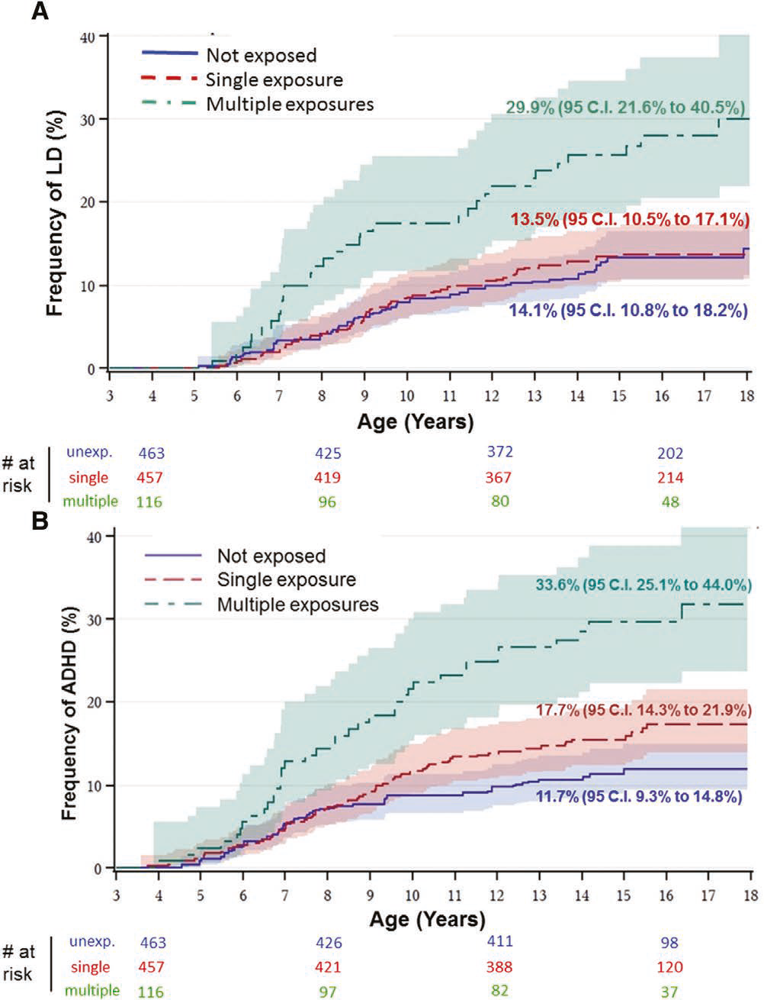 A
40
30
20
10
0
Frequency of LD (%)
Not exposed
Single exposure
Multiple exposures
29.9% (95 C.I. 21.6% to 40.5%)
13.5% (95 C.I. 10.5% to 17.1%)
14.1% (95 C.I. 10.8% to 18.2%)
3 4 5 6 7 8 9 10 11 12 13 14 15 16 17 18
Age (Years)
# at
risk
unexp. 463 425 372 202
single 457 419 367 214
multiple 116 96 80 48
B
40
30
20
10
0
Frequency of ADHD (%)
Not exposed
Single exposure
Multiple exposures
33.6% (95 C.I. 25.1% to 44.0%)
17.7% (95 C.I. 14.3% to 21.9%)
11.7% (95 C.I. 9.3% to 14.8%)
3 4 5 6 7 8 9 10 11 12 13 14 15 16 17 18
Age (Years)
# at
risk
unexp. 463 426 411 98
single 457 421 388 120
multiple 116 97 82 37